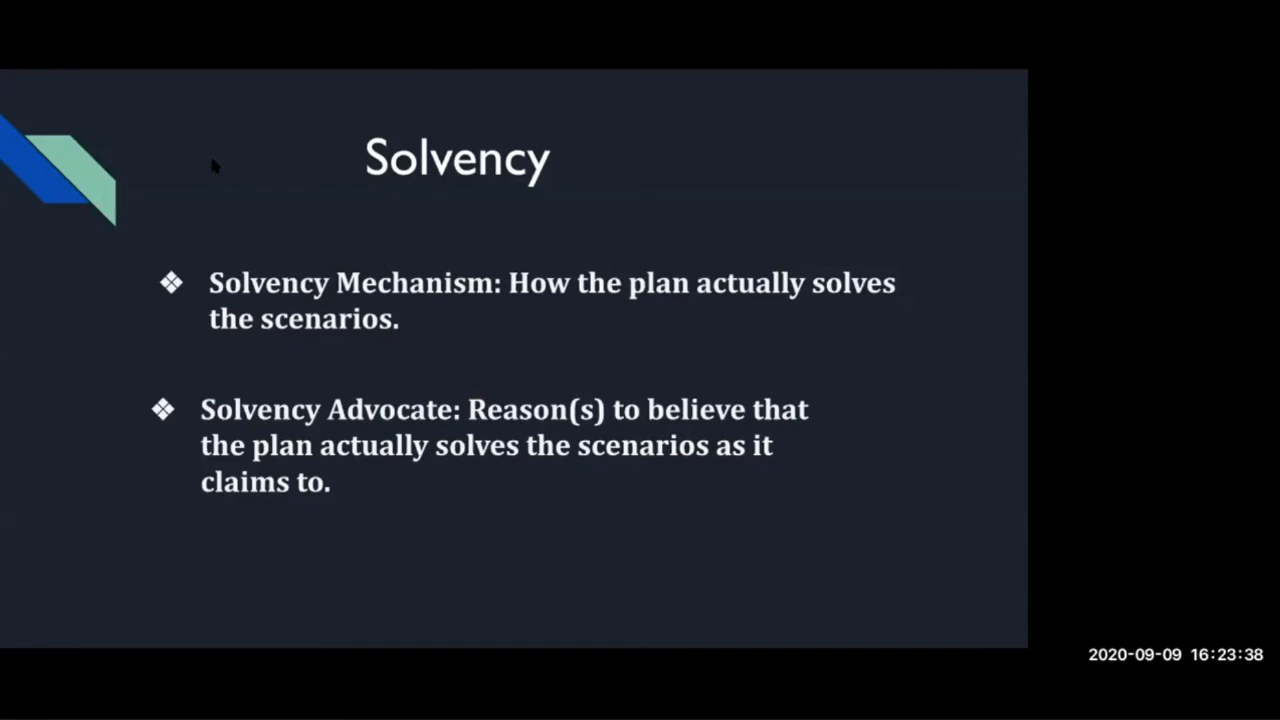 Solvency
❖ Solvency Mechanism: How the plan actually solves
the scenarios.
❖ Solvency Advocate: Reason(s) to believe that
the plan actually solves the scenarios as it
claims to.
2020-09-09 16:23:38